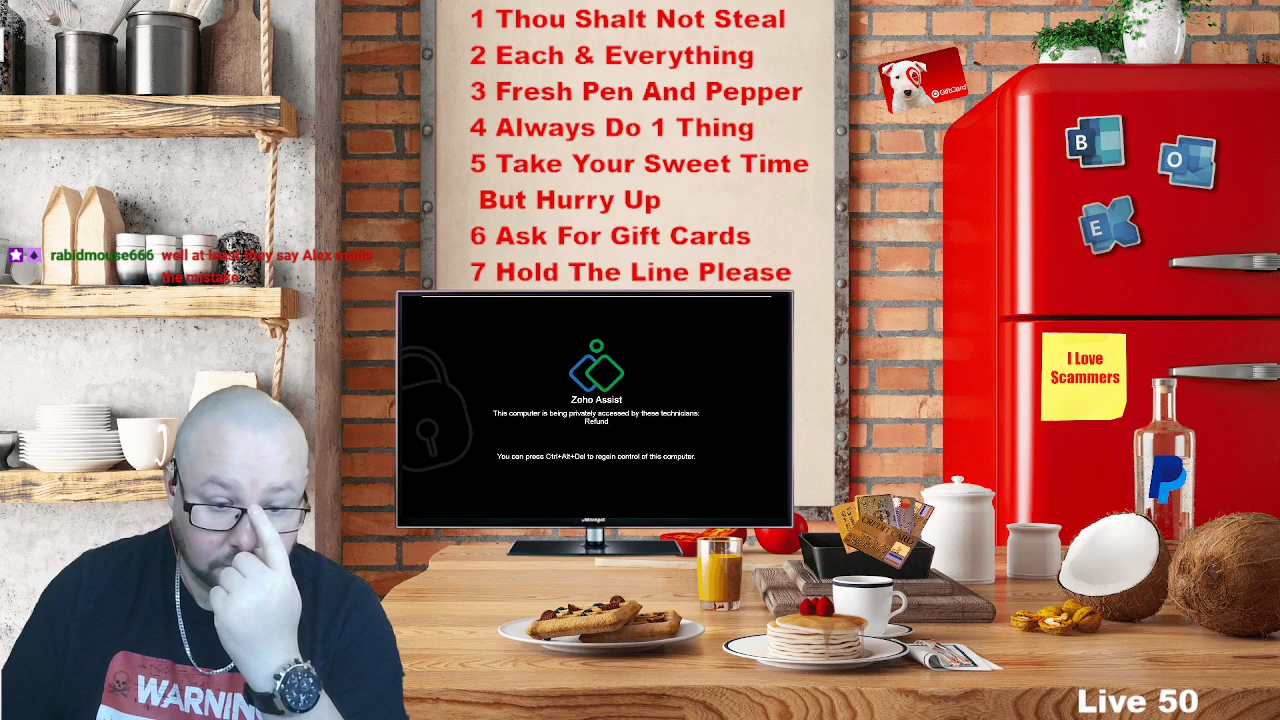 1 Thou Shalt Not Steal
2 Each & Everything
3 Fresh Pen And Pepper
4 Always Do 1 Thing
5 Take Your Sweet Time
But Hurry Up
6 Ask For Gift Cards
7 Hold The Line Please
GiftCard
B
O
E
rabidmouse666 well at least they say Alex made
the mistake
I Love
Scammers
Zoho Assist
This computer is being privately accessed by these technicians:
Refund
You can press Ctrl+Alt+Del to regain control of this computer.
CREDIT CARD
WARNIN
Live 50